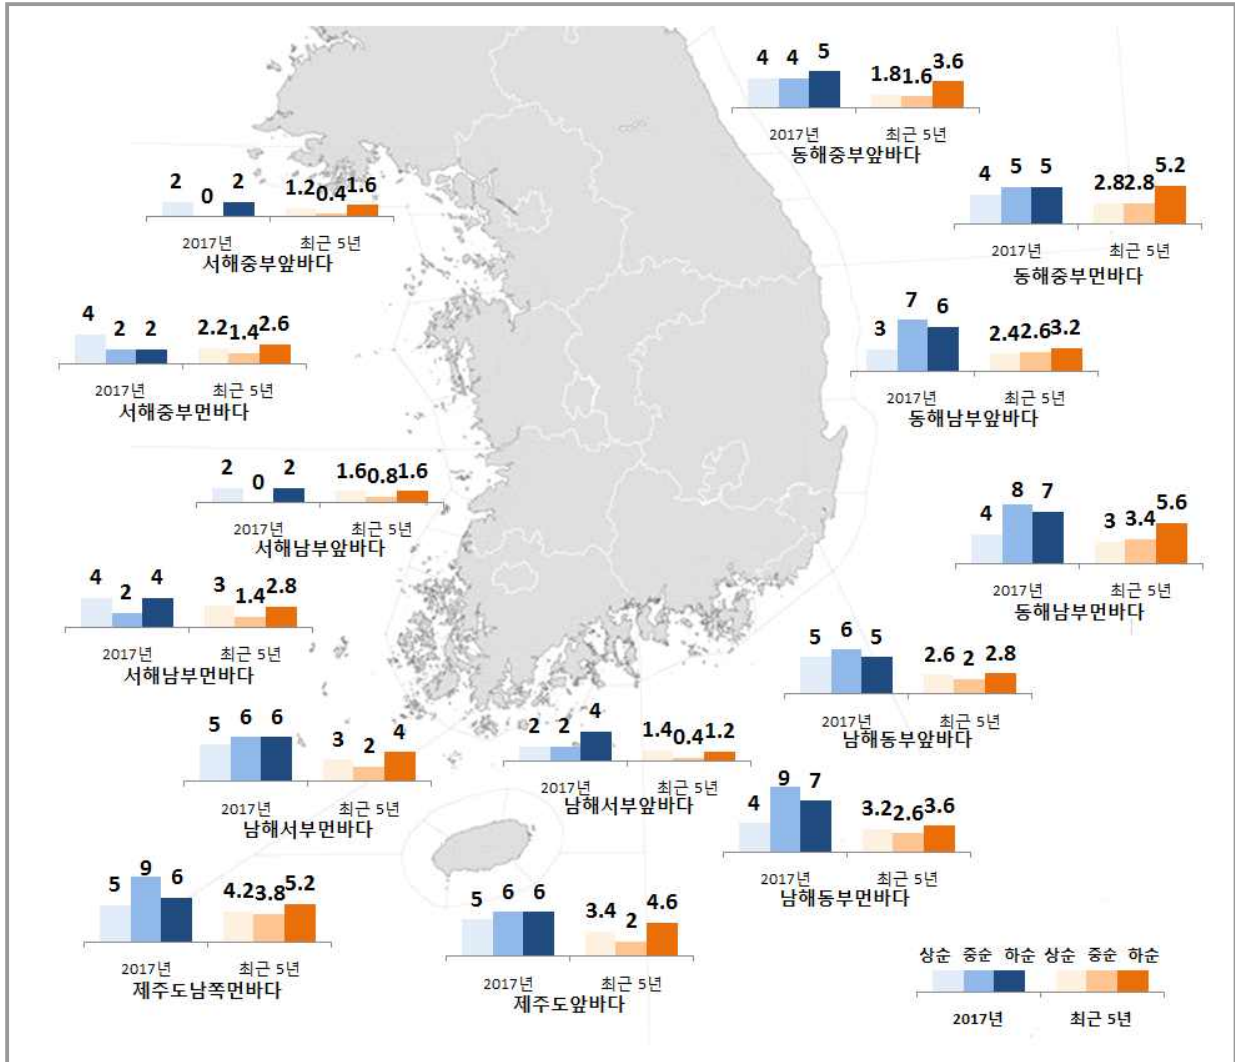 4 4 5 1.8 1.6 3.6
2017년 최근 5년
동해중부앞바다
4 5 5 2.8 2.8 5.2
2017년 최근 5년
동해중부먼바다
2 0 2 1.2 0.4 1.6
2017년 최근 5년
서해중부앞바다
4 2 2 2.2 1.4 2.6
2017년 최근 5년
서해중부먼바다
3 7 6 2.4 2.6 3.2
2017년 최근 5년
동해남부앞바다
2 0 2 1.6 0.8 1.6
2017년 최근 5년
서해남부앞바다
4 8 7 3 3.4 5.6
2017년 최근 5년
동해남부먼바다
4 2 4 3 1.4 2.8
2017년 최근 5년
서해남부먼바다
5 6 5 2.6 2 2.8
2017년 최근 5년
남해동부앞바다
5 6 6 3 2 4
2017년 최근 5년
남해서부먼바다
2 2 4 1.4 0.4 1.2
2017년 최근 5년
남해서부앞바다
4 9 7 3.2 2.6 3.6
2017년 최근 5년
남해동부먼바다
5 9 6 4.2 3.8 5.2
2017년 최근 5년
제주도남쪽먼바다
5 6 6 3.4 2 4.6
2017년 최근 5년
제주도앞바다
상순 중순 하순 상순 중순 하순
2017년 최근 5년